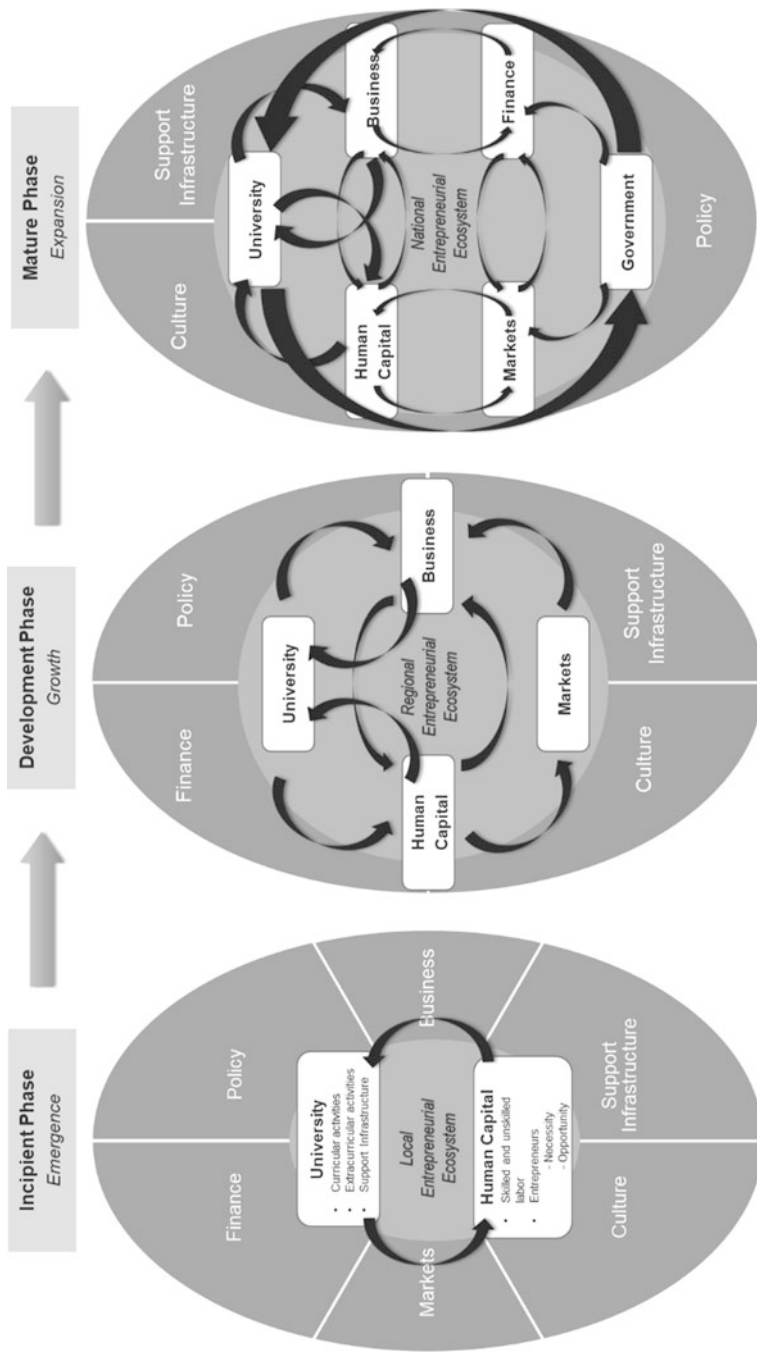 Incipient Phase
Emergence
Finance
Policy
Markets
Business
Culture
Support
Infrastructure
University
• Curricular activities
• Extracurricular activities
• Support Infrastructure
Local
Entrepreneurial
Ecosystem
Human Capital
• Skilled and unskilled
labor
• Entrepreneurs
- Necessity
- Opportunity
Development Phase
Growth
Finance
Policy
University
Human
Capital
Regional
Entrepreneurial
Ecosystem
Business
Markets
Culture
Support
Infrastructure
Mature Phase
Expansion
Culture
Support
Infrastructure
University
Human
Capital
Business
National
Entrepreneurial
Ecosystem
Markets
Finance
Government
Policy